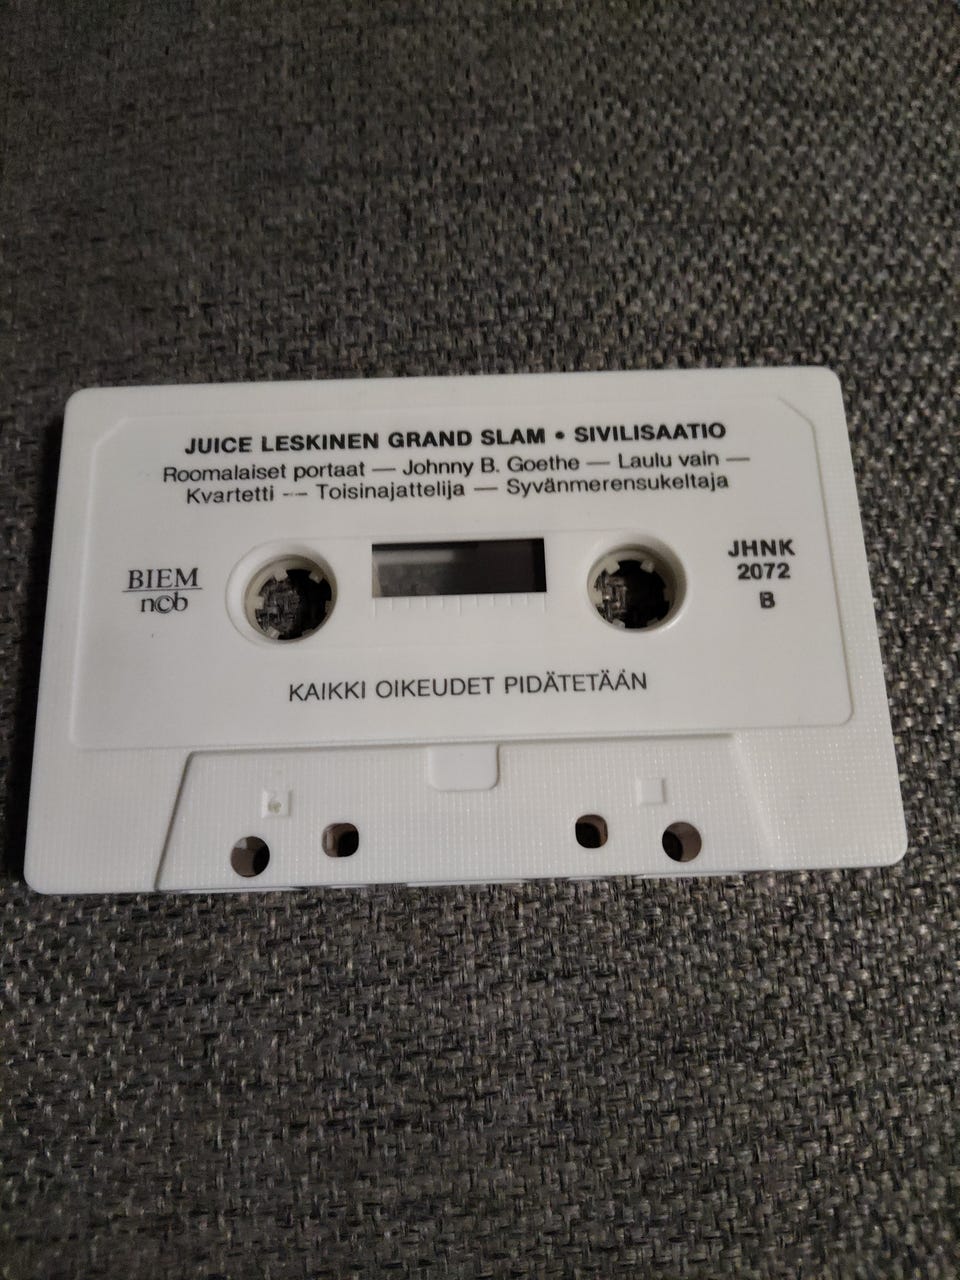 JUICE LESKINEN GRAND SLAM • SIVILISAATIO
Roomalaiset portaat — Johnny B. Goethe — Laulu vain —
Kvartetti — Toisinajattelija — Syvänmerensukeltaja
BIEM
n©b
JHNK
2072
B
KAIKKI OIKEUDET PIDÄTETÄÄN